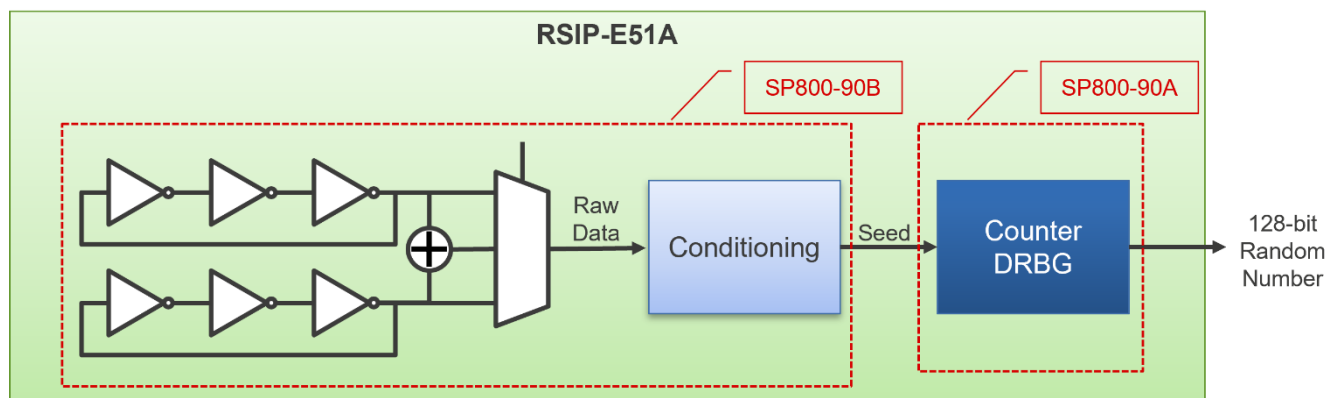 RSIP-E51A
SP800-90B
SP800-90A
Raw
Data
Conditioning
Seed
Counter
DRBG
128-bit
Random
Number